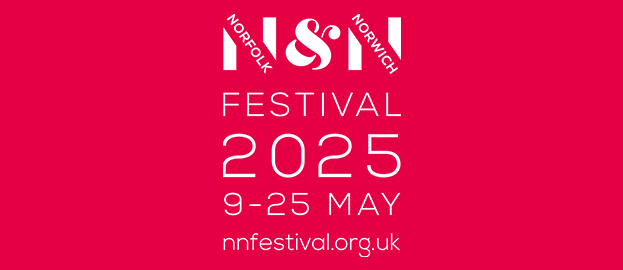 N&N
NORFOLK
NORWICH
FESTIVAL
2025
9-25 MAY
nnfestival.org.uk